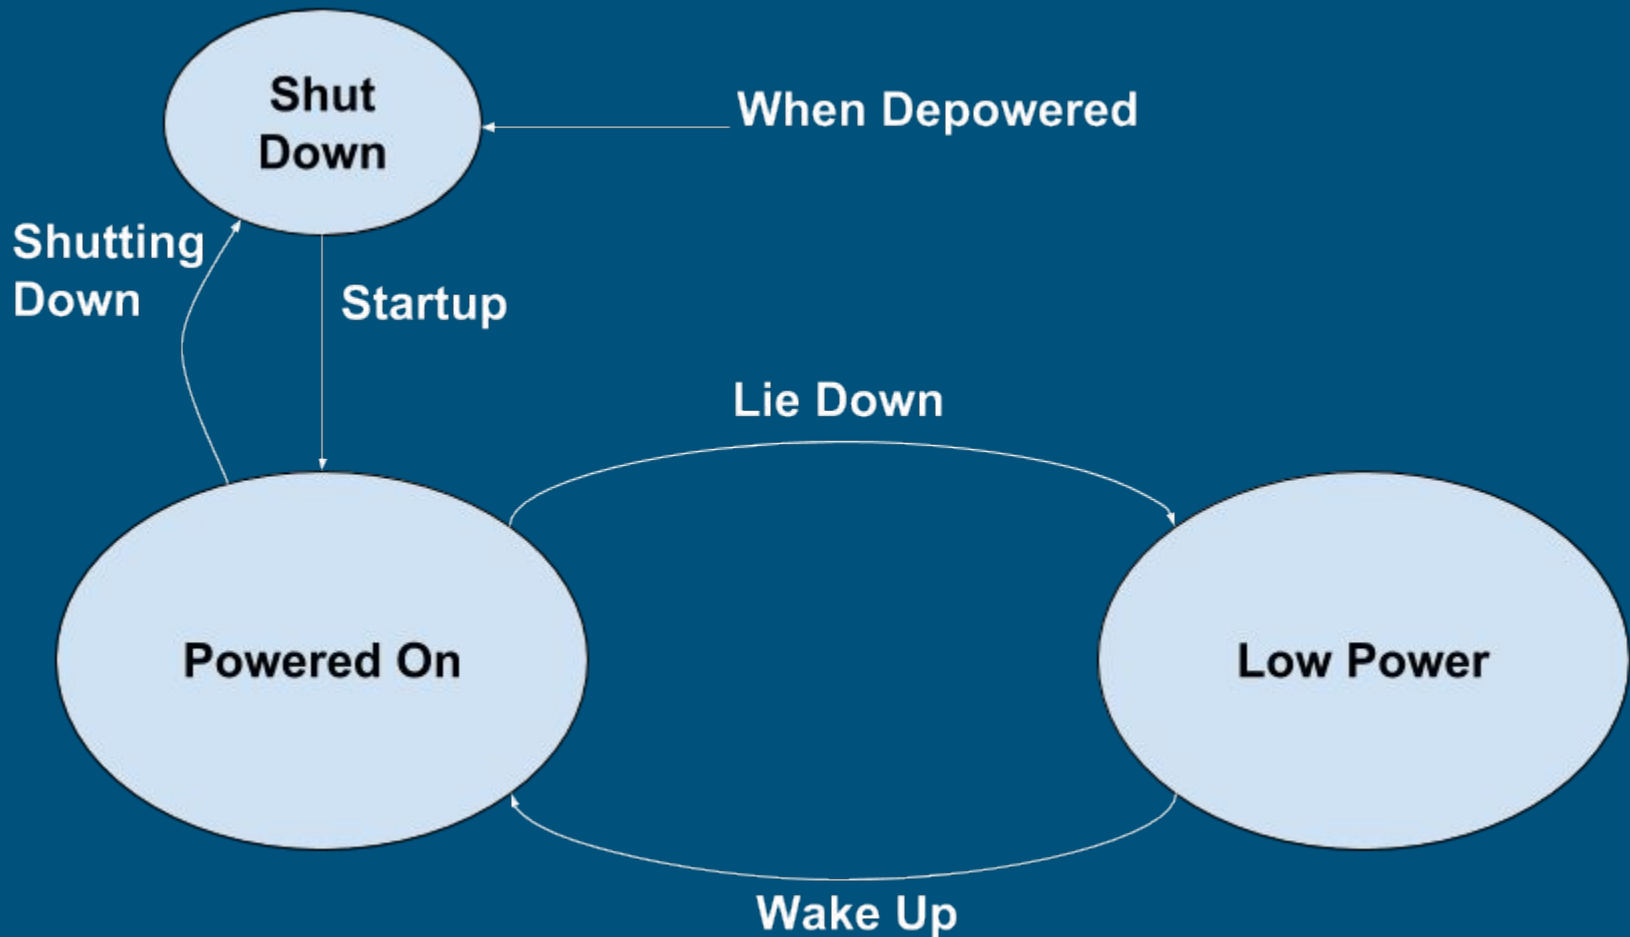 Shut
Down
When Depowered
Shutting
Down
Startup
Lie Down
Powered On
Low Power
Wake Up